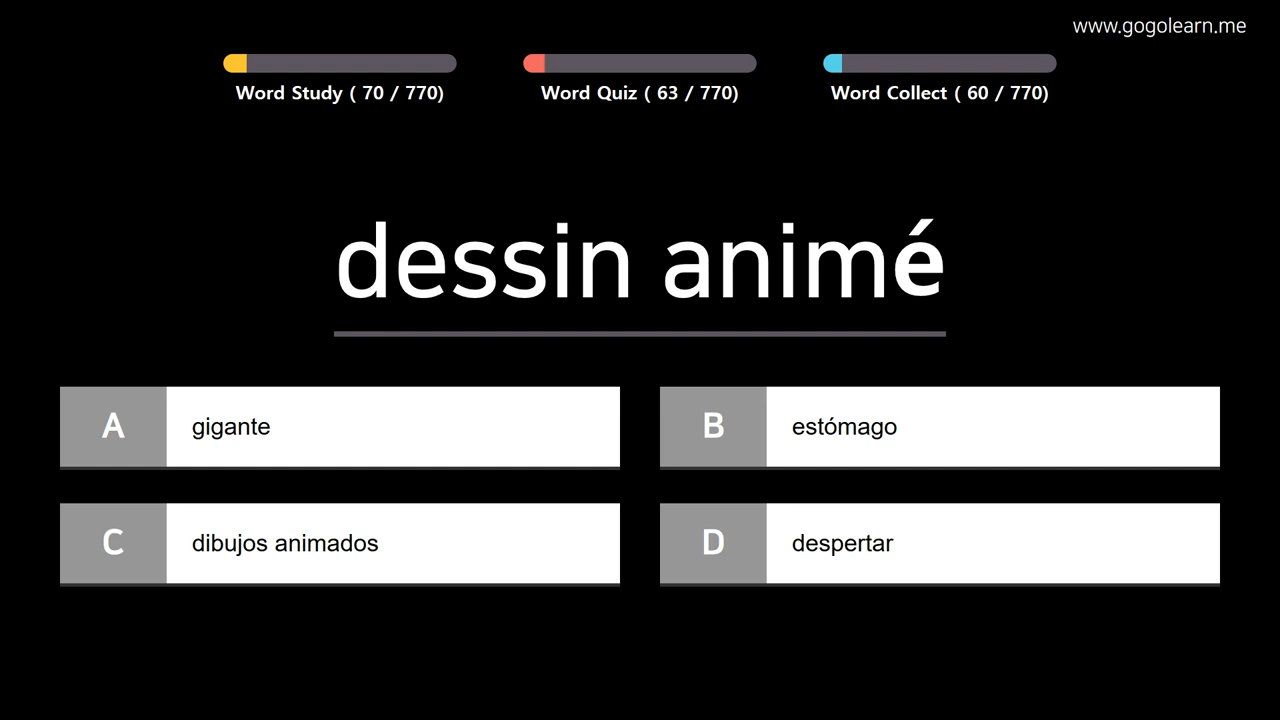 www.gogolearn.me
Word Study ( 70 / 770)
Word Quiz ( 63 / 770)
Word Collect ( 60 / 770)
dessin animé
A
gigante
B
estómago
C
dibujos animados
D
despertar